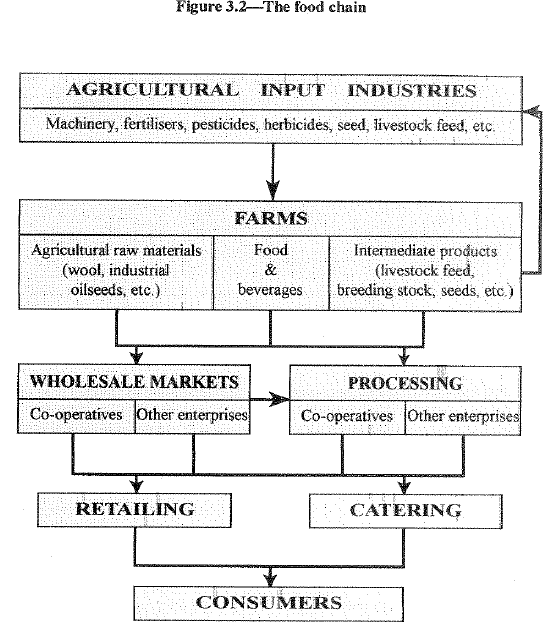 Figure 3.2—The food chain
AGRICULTURAL INPUT INDUSTRIES
Machinery, fertilisers, pesticides, herbicides, seed, livestock feed, etc.
FARMS
Agricultural raw materials
(wool, industrial
oilseeds, etc.)
Food
&
beverages
Intermediate products
(livestock feed,
breeding stock, seeds, etc.)
WHOLESALE MARKETS
Co-operatives
Other enterprises
PROCESSING
Co-operatives
Other enterprises
RETAILING
CATERING
CONSUMERS